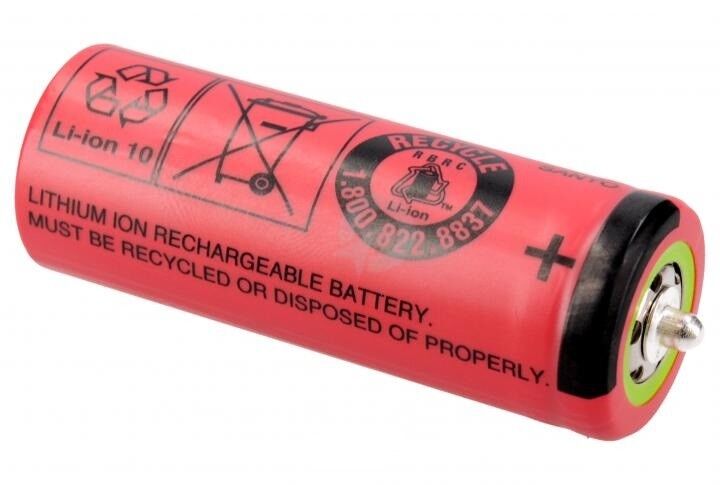 Li-ion 10
RECYCLE
RBRC
Li-ion
TM
1.800.822.8837
+
LITHIUM ION RECHARGEABLE BATTERY.
MUST BE RECYCLED OR DISPOSED OF PROPERLY.